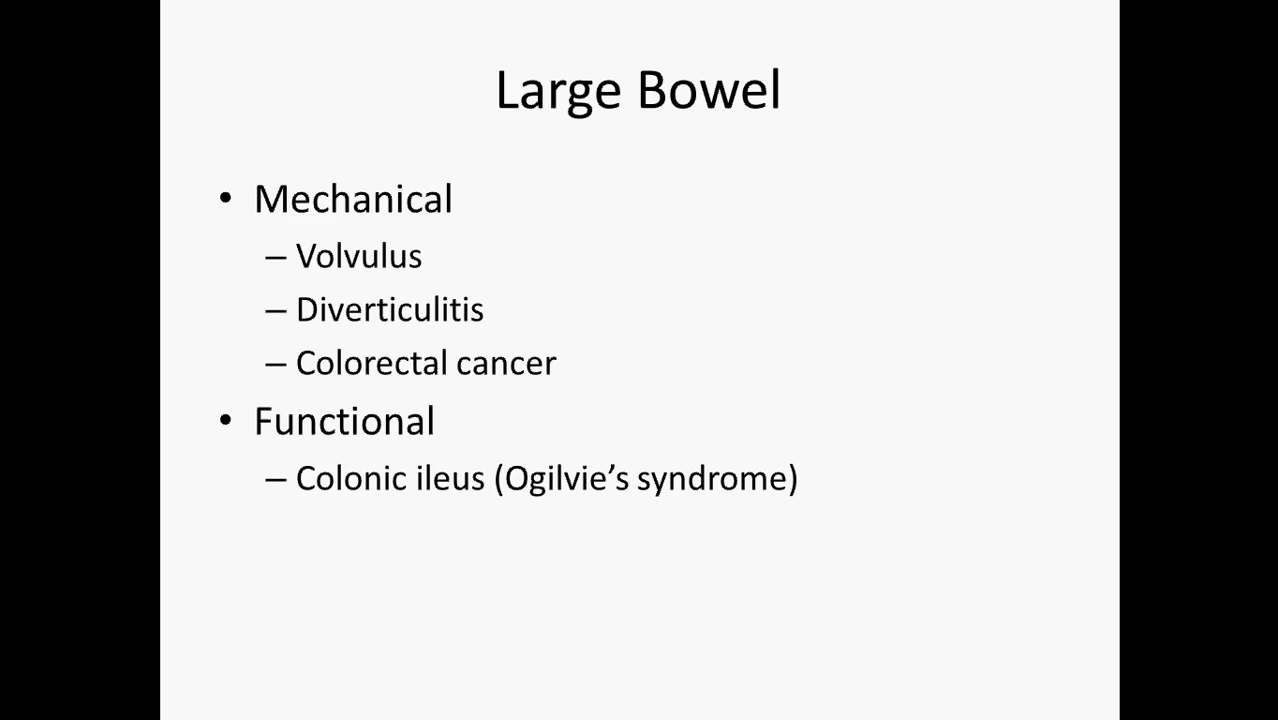 Large Bowel
• Mechanical
– Volvulus
– Diverticulitis
– Colorectal cancer
• Functional
– Colonic ileus (Ogilvie’s syndrome)